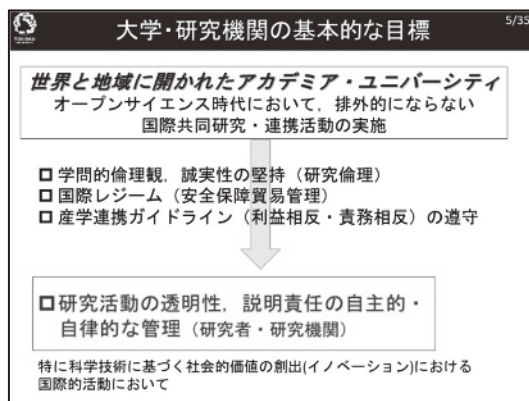 大学・研究機関の基本的な目標
5/35
世界と地域に開かれたアカデミア・ユニバーシティ
オープンサイエンス時代において，排外的にならない
国際共同研究・連携活動の実施
□ 学問的倫理観，誠実性の堅持（研究倫理）
□ 国際レジーム（安全保障貿易管理）
□ 産学連携ガイドライン（利益相反・責務相反）の遵守
□ 研究活動の透明性，説明責任の自主的・
自律的な管理（研究者・研究機関）
特に科学技術に基づく社会的価値の創出(イノベーション)における
国際的活動において